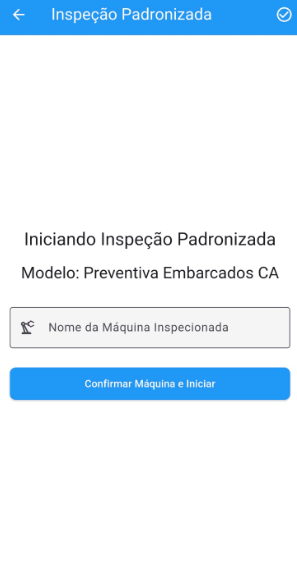 Inspeção Padronizada
Iniciando Inspeção Padronizada
Modelo: Preventiva Embarcados CA
Nome da Máquina Inspecionada
Confirmar Máquina e Iniciar